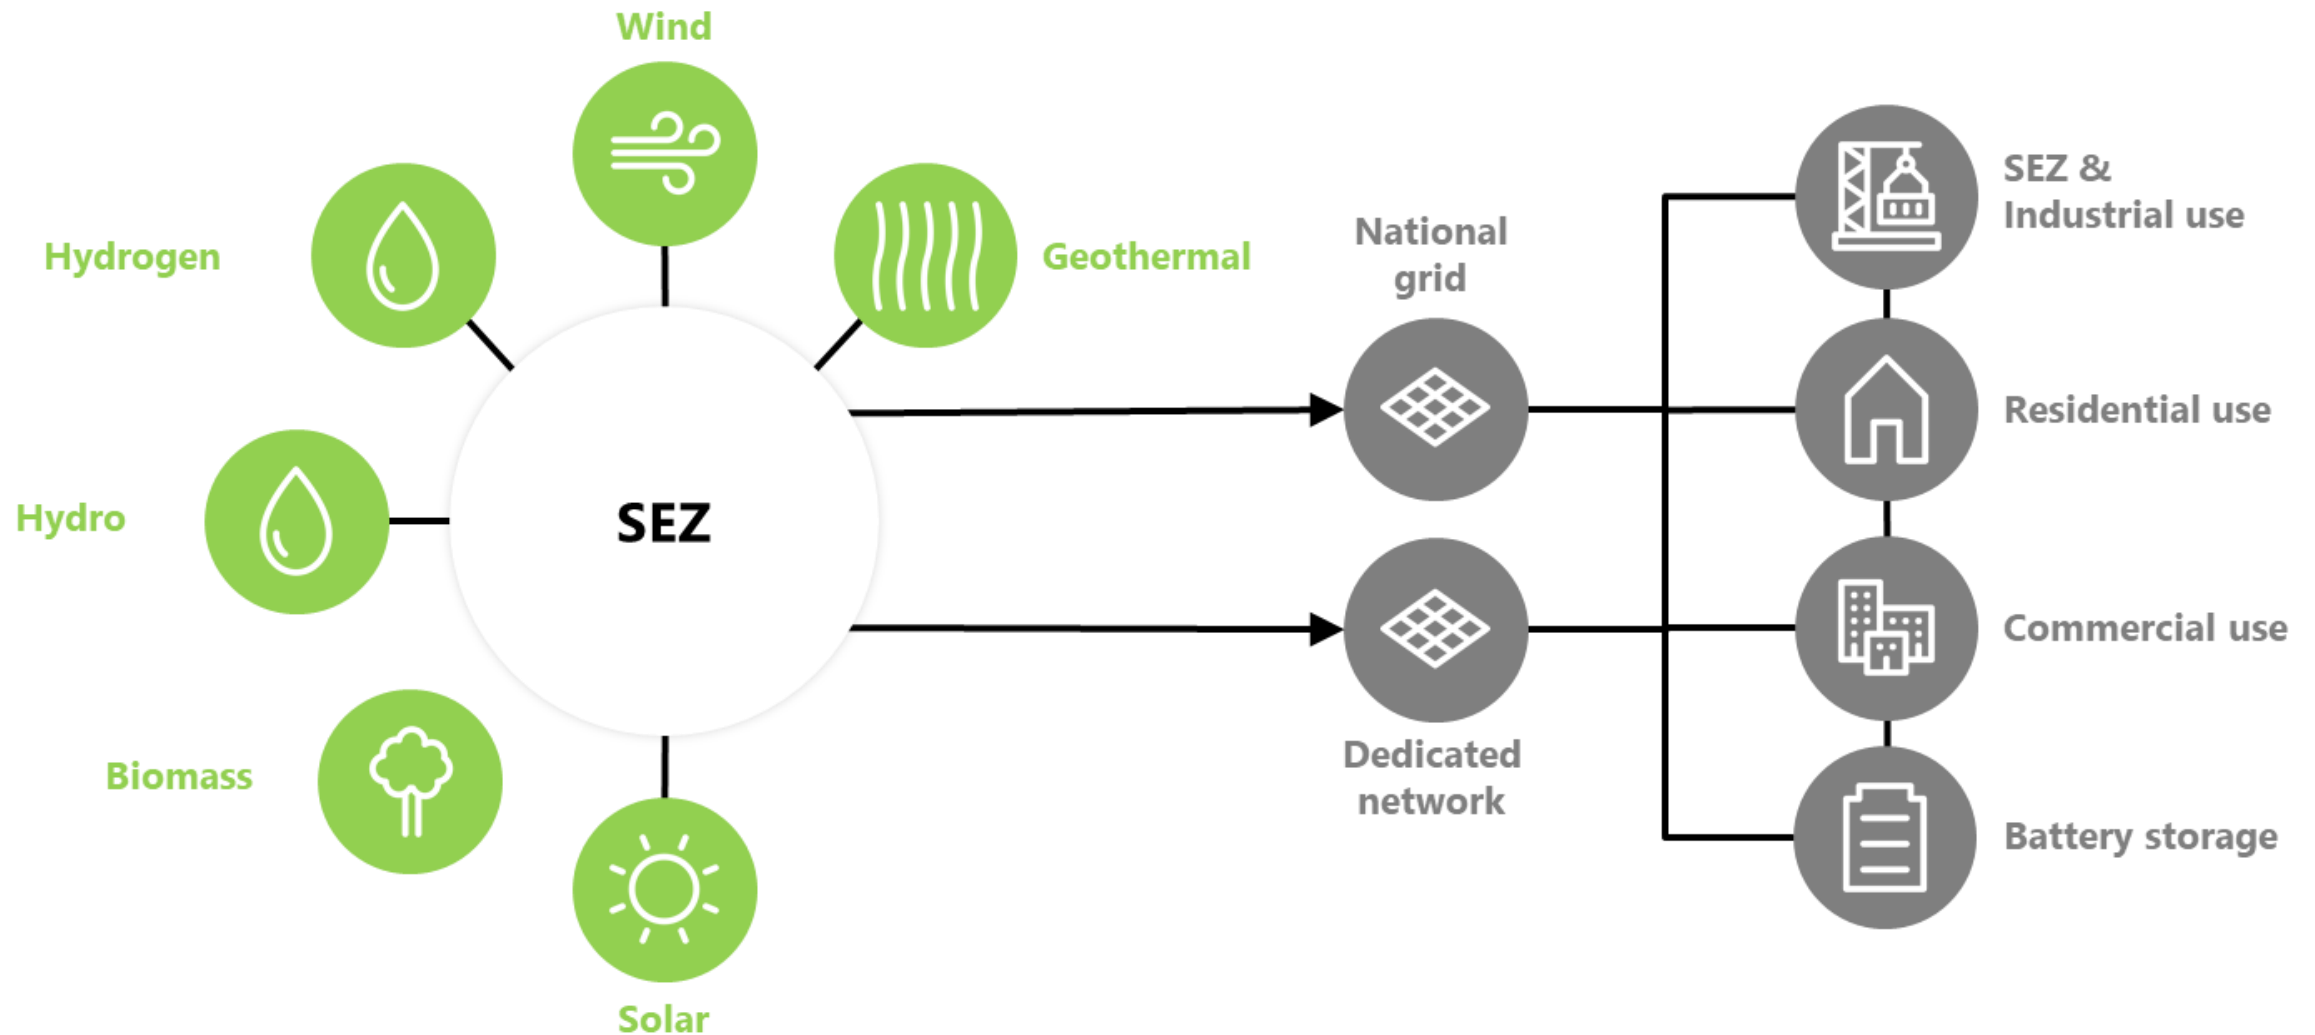 Wind
Hydrogen
Geothermal
Hydro
SEZ
Biomass
Solar
National
grid
Dedicated
network
SEZ &
Industrial use
Residential use
Commercial use
Battery storage